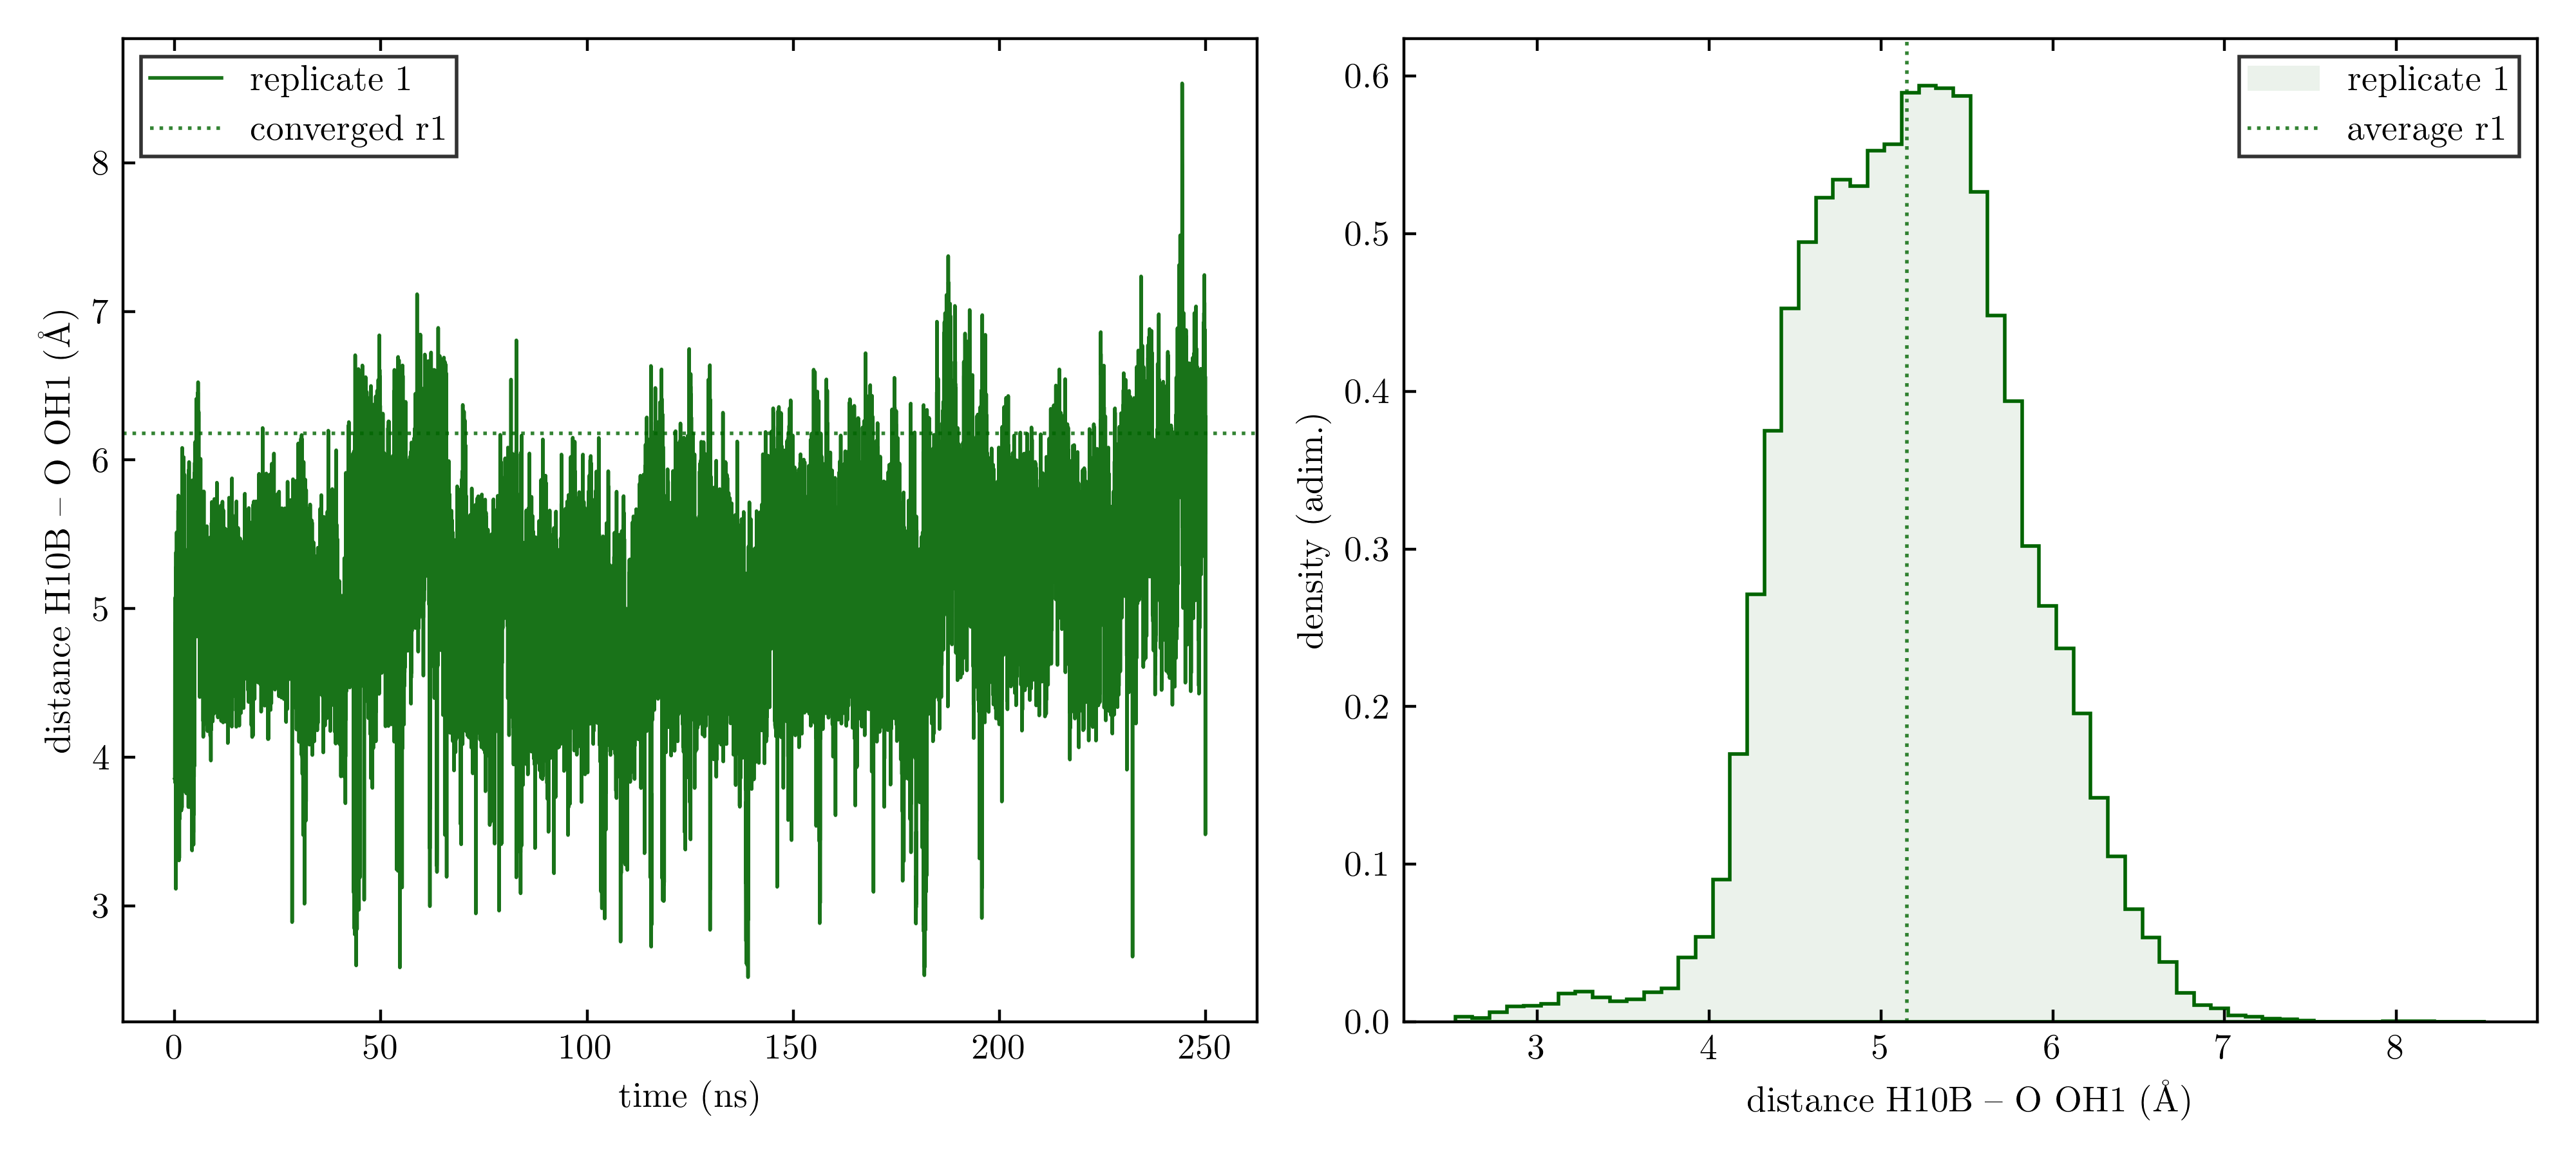 replicate 1
converged r1
distance H10B – O OH1 (Å)
8
7
6
5
4
3
0 50 100 150 200 250
time (ns)
replicate 1
average r1
density (adim.)
0.6
0.5
0.4
0.3
0.2
0.1
0.0
3 4 5 6 7 8
distance H10B – O OH1 (Å)